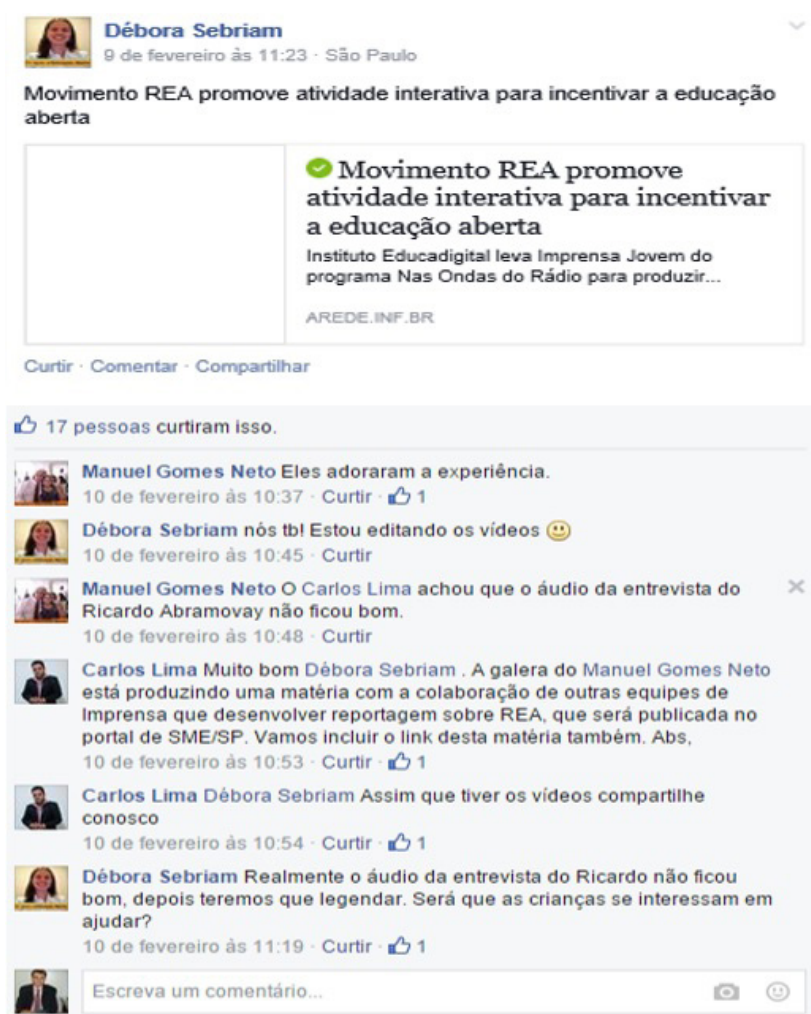 Débora Sebriam
9 de fevereiro às 11:23 · São Paulo
Movimento REA promove atividade interativa para incentivar a educação
aberta
Movimento REA promove
atividade interativa para incentivar
a educação aberta
Instituto Educadigital leva Imprensa Jovem do
programa Nas Ondas do Rádio para produzir...
AREDE.INF.BR
Curtir · Comentar · Compartilhar
17 pessoas curtiram isso.
Manuel Gomes Neto Eles adoraram a experiência.
10 de fevereiro às 10:37 · Curtir · 1
Débora Sebriam nós tb! Estou editando os vídeos
10 de fevereiro às 10:45 · Curtir
Manuel Gomes Neto O Carlos Lima achou que o áudio da entrevista do
Ricardo Abramovay não ficou bom.
10 de fevereiro às 10:48 · Curtir
Carlos Lima Muito bom Débora Sebriam . A galera do Manuel Gomes Neto
está produzindo uma matéria com a colaboração de outras equipes de
Imprensa que desenvolver reportagem sobre REA, que será publicada no
portal de SME/SP. Vamos incluir o link desta matéria também. Abs,
10 de fevereiro às 10:53 · Curtir · 1
Carlos Lima Débora Sebriam Assim que tiver os vídeos compartilhe
conosco
10 de fevereiro às 10:54 · Curtir · 1
Débora Sebriam Realmente o áudio da entrevista do Ricardo não ficou
bom, depois teremos que legendar. Será que as crianças se interessam em
ajudar?
10 de fevereiro às 11:19 · Curtir · 1
Escreva um comentário...